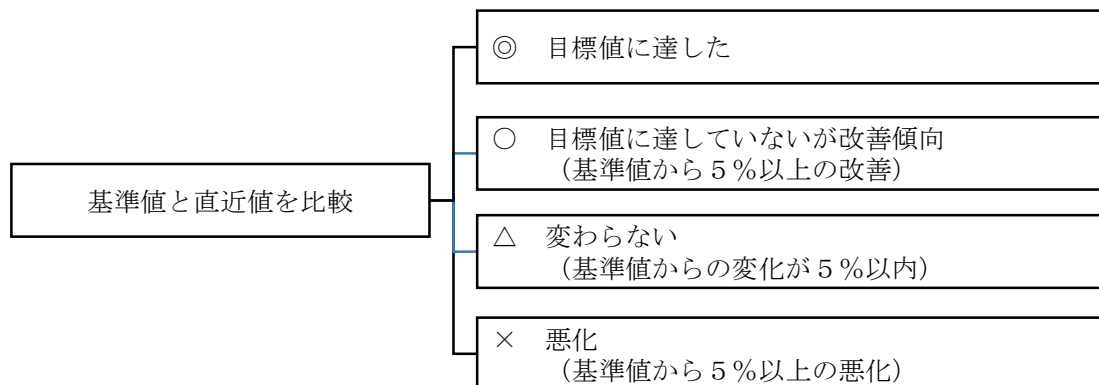 ◎　目標値に達した
○　目標値に達していないが改善傾向
（基準値から５％以上の改善）
基準値と直近値を比較
△　変わらない
（基準値からの変化が５％以内）
×　悪化
（基準値から５％以上の悪化）